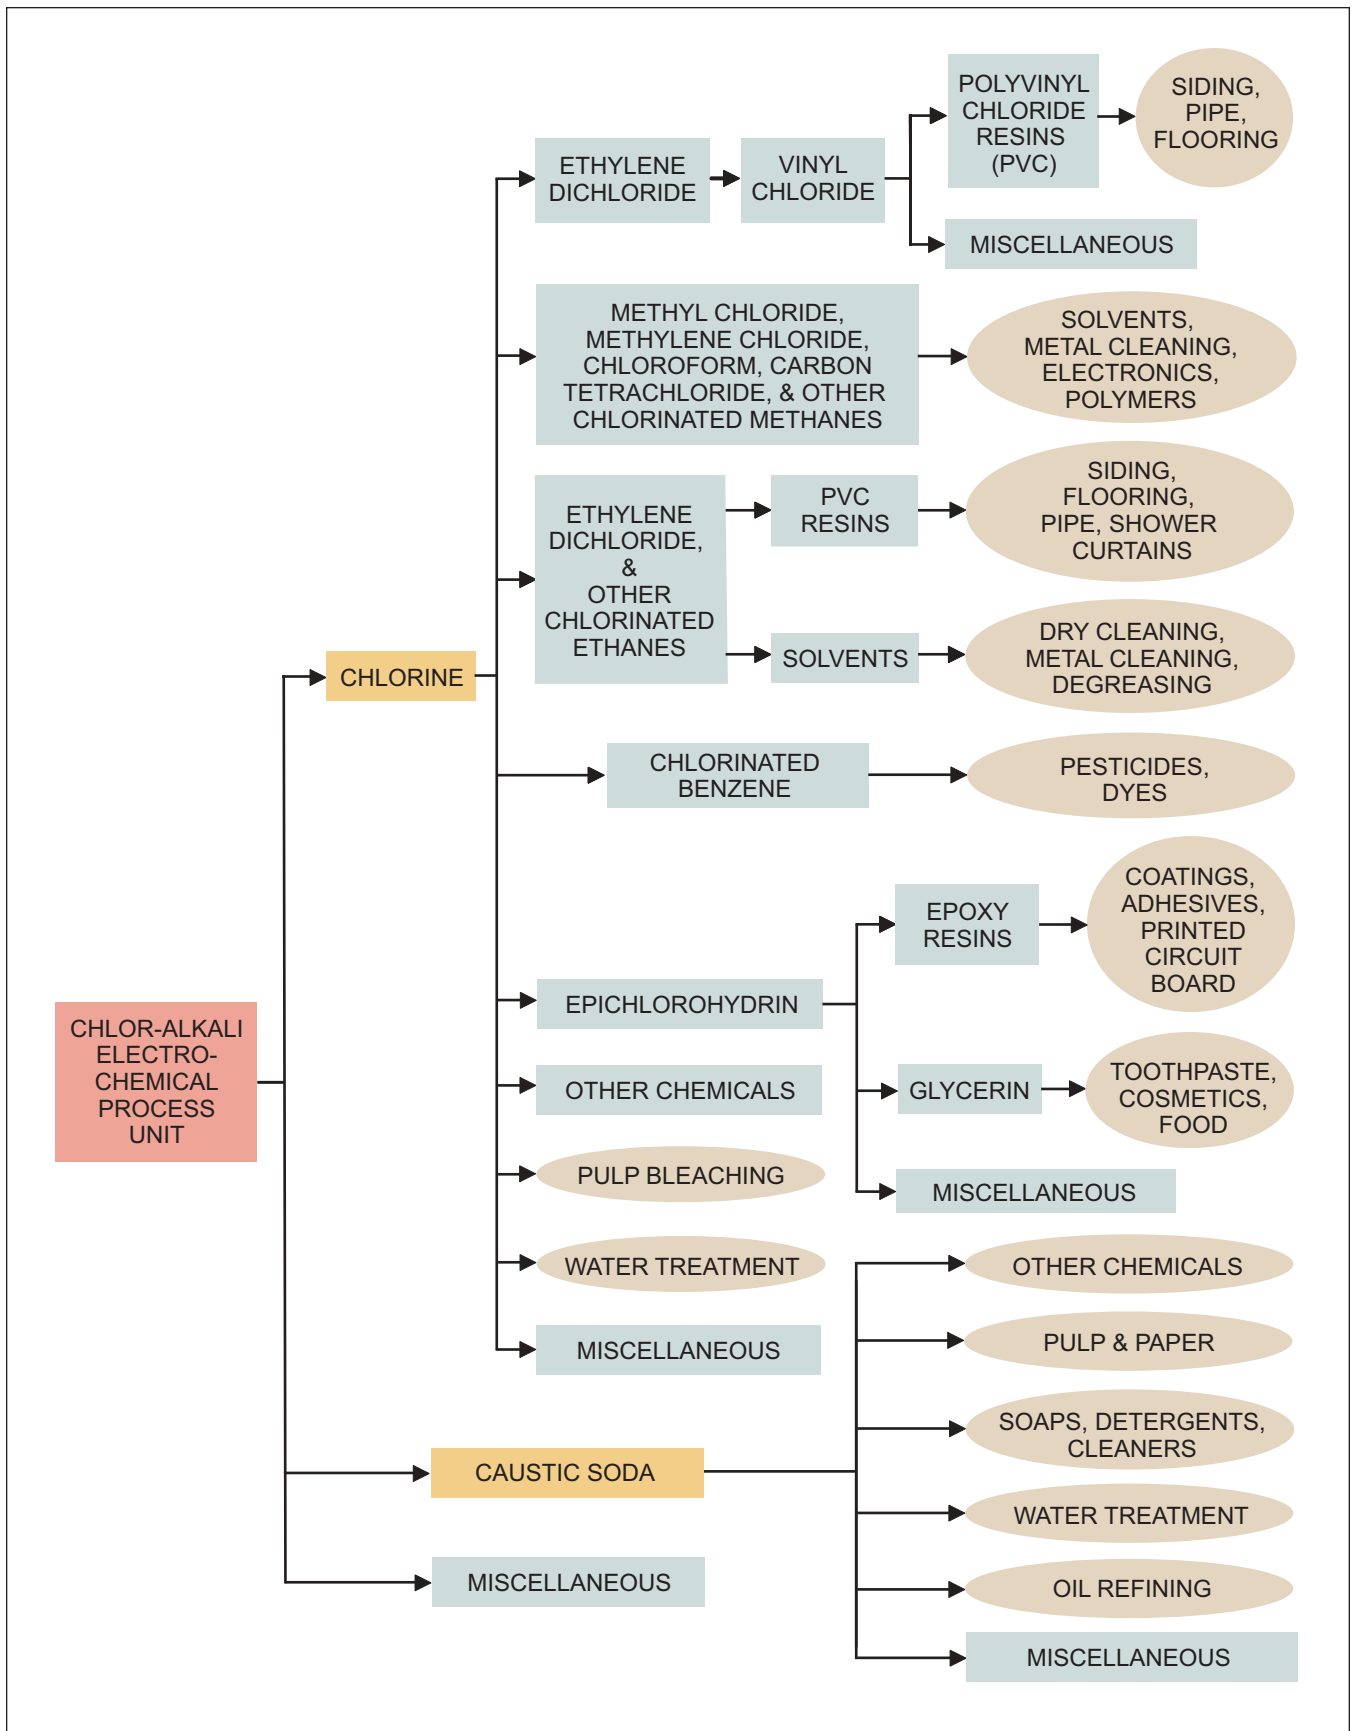 POLYVINYL
CHLORIDE
RESINS
(PVC)
SIDING,
PIPE,
FLOORING
ETHYLENE
DICHLORIDE
VINYL
CHLORIDE
MISCELLANEOUS
METHYL CHLORIDE,
METHYLENE CHLORIDE,
CHLOROFORM, CARBON
TETRACHLORIDE, & OTHER
CHLORINATED METHANES
SOLVENTS,
METAL CLEANING,
ELECTRONICS,
POLYMERS
ETHYLENE
DICHLORIDE,
&
OTHER
CHLORINATED
ETHANES
PVC
RESINS
SIDING,
FLOORING,
PIPE, SHOWER
CURTAINS
SOLVENTS
DRY CLEANING,
METAL CLEANING,
DEGREASING
CHLORINE
CHLORINATED
BENZENE
PESTICIDES,
DYES
EPOXY
RESINS
COATINGS,
ADHESIVES,
PRINTED
CIRCUIT
BOARD
EPICHLOROHYDRIN
CHLOR-ALKALI
ELECTRO-
CHEMICAL
PROCESS
UNIT
OTHER CHEMICALS
GLYCERIN
TOOTHPASTE,
COSMETICS,
FOOD
PULP BLEACHING
MISCELLANEOUS
WATER TREATMENT
OTHER CHEMICALS
MISCELLANEOUS
PULP & PAPER
SOAPS, DETERGENTS,
CLEANERS
CAUSTIC SODA
WATER TREATMENT
MISCELLANEOUS
OIL REFINING
MISCELLANEOUS